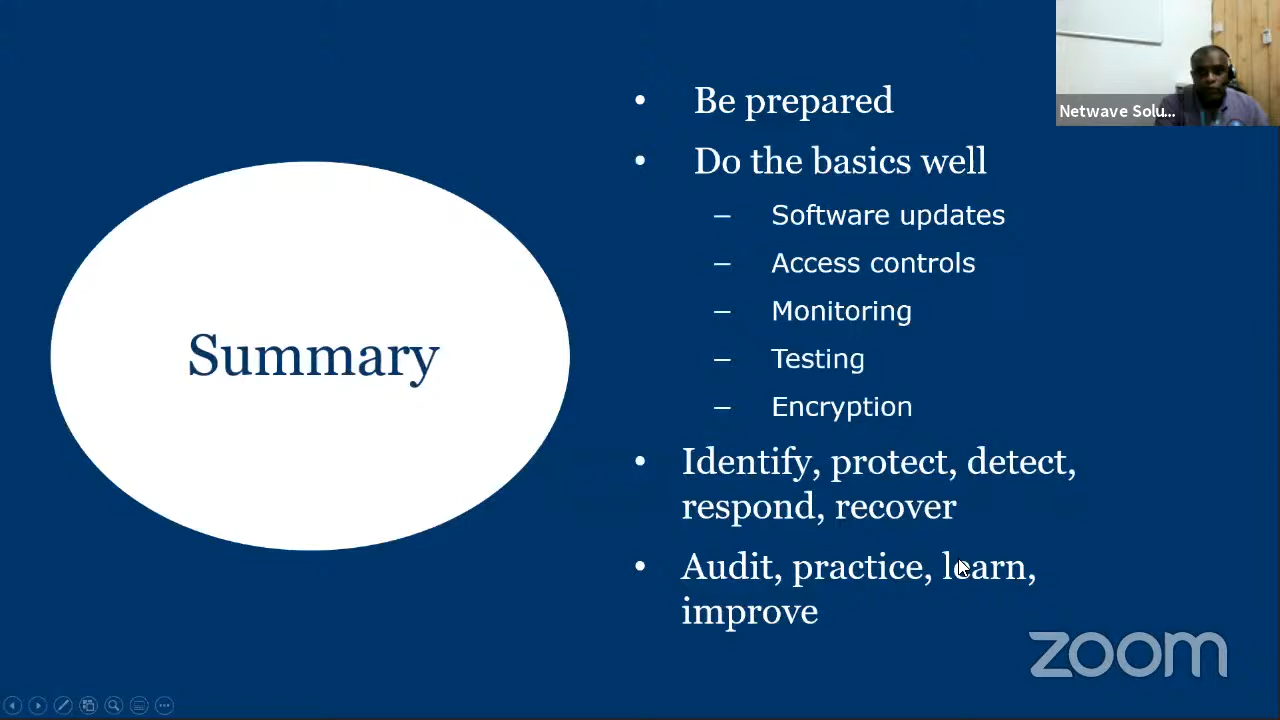 Summary
• Be prepared
• Do the basics well
– Software updates
– Access controls
– Monitoring
– Testing
– Encryption
• Identify, protect, detect,
respond, recover
• Audit, practice, learn,
improve
Netwave Solu...
zoom